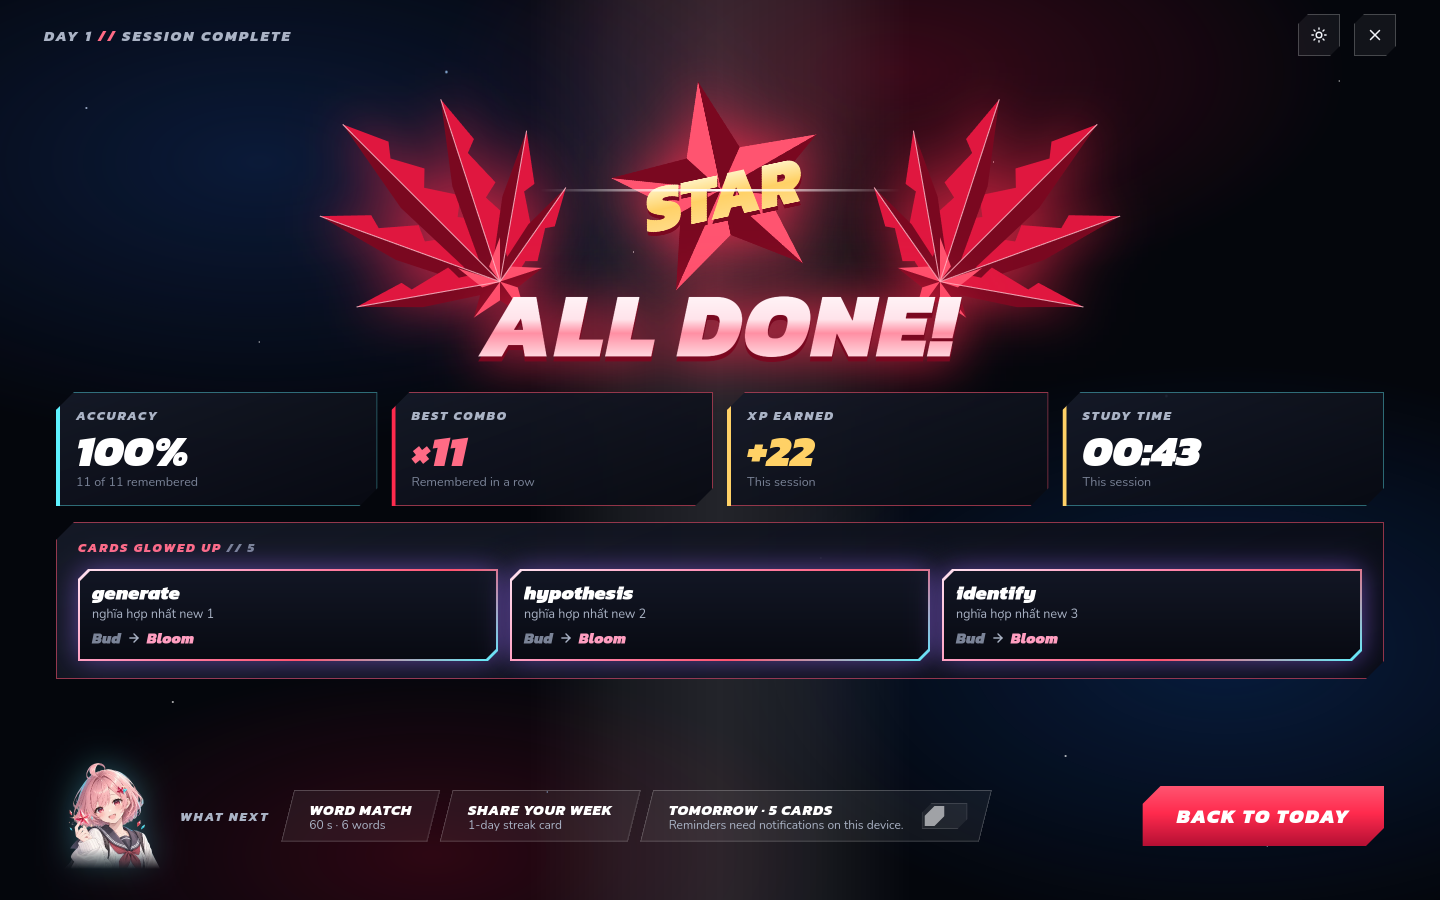 DAY 1 // SESSION COMPLETE
STAR
ALL DONE!
ACCURACY
100%
11 of 11 remembered
BEST COMBO
×11
Remembered in a row
XP EARNED
+22
This session
STUDY TIME
00:43
This session
CARDS GLOWED UP // 5
generate
nghĩa hợp nhất new 1
Bud → Bloom
hypothesis
nghĩa hợp nhất new 2
Bud → Bloom
identify
nghĩa hợp nhất new 3
Bud → Bloom
WHAT NEXT
WORD MATCH
60 s · 6 words
SHARE YOUR WEEK
1-day streak card
TOMORROW · 5 CARDS
Reminders need notifications on this device.
BACK TO TODAY